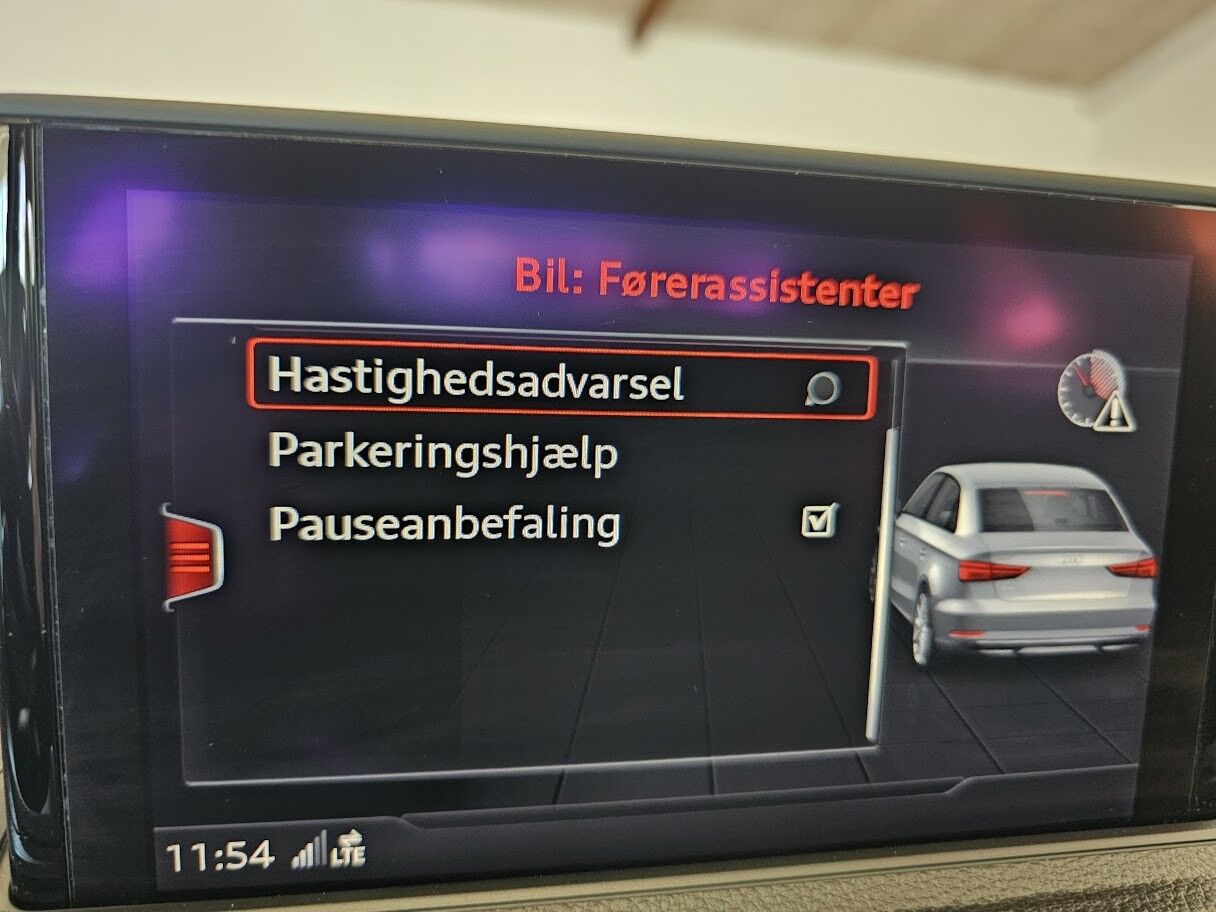 Bil: Førerassistenter
Hastighedsadvarsel
Parkeringshjælp
Pauseanbefaling
11:54 LTE